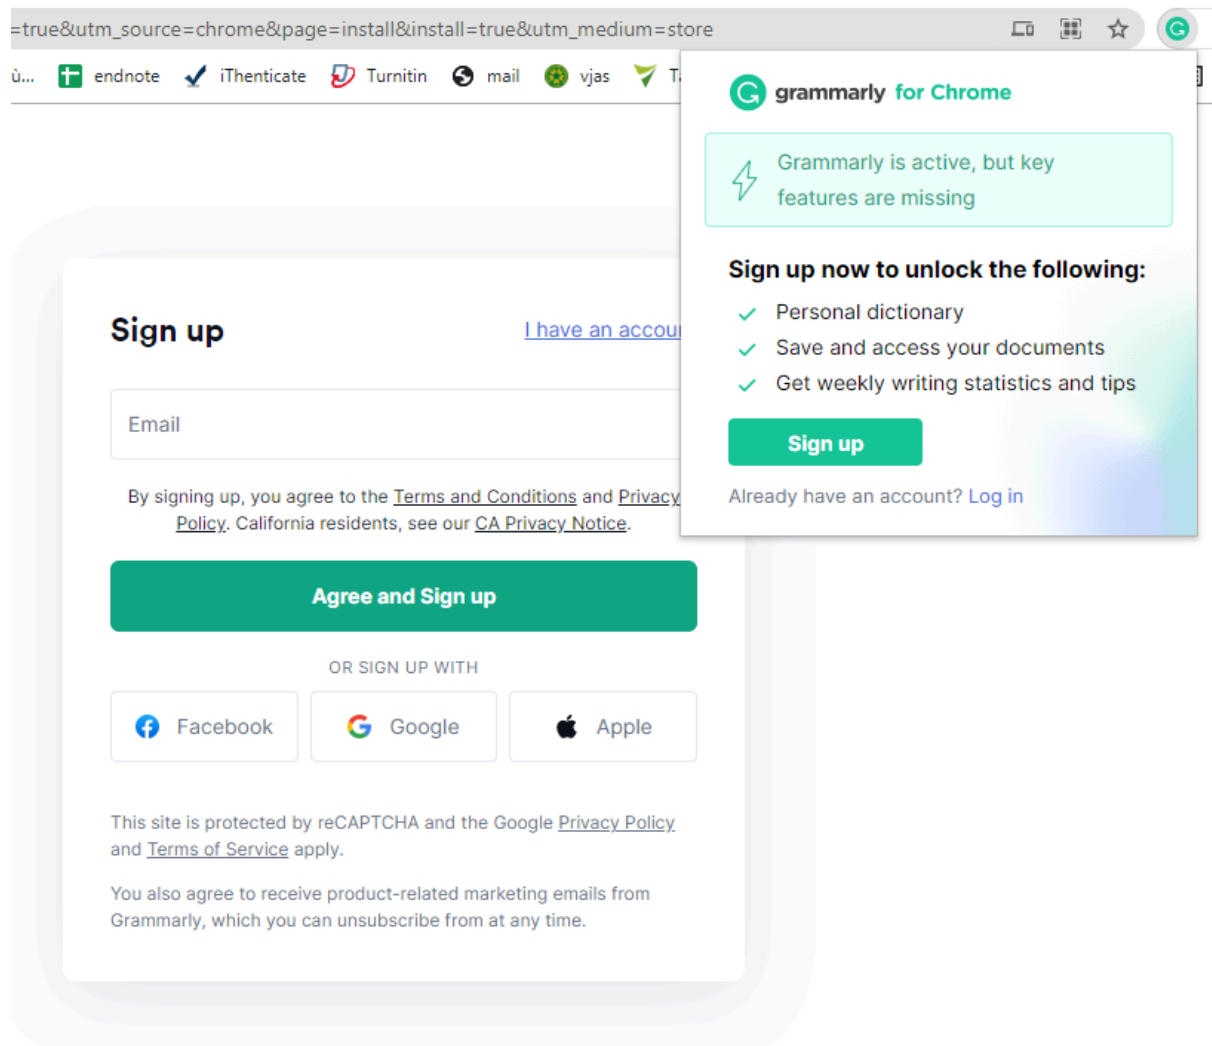 =true&utm_source=chrome&page=install&install=true&utm_medium=store
ù... endnote iThenticate Turnitin mail vjas
grammarly for Chrome
Grammarly is active, but key
features are missing
Sign up now to unlock the following:
Personal dictionary
Save and access your documents
Get weekly writing statistics and tips
Sign up
Already have an account? Log in
Sign up
I have an accou
Email
By signing up, you agree to the Terms and Conditions and Privacy
Policy. California residents, see our CA Privacy Notice.
Agree and Sign up
OR SIGN UP WITH
Facebook Google Apple
This site is protected by reCAPTCHA and the Google Privacy Policy
and Terms of Service apply.
You also agree to receive product-related marketing emails from
Grammarly, which you can unsubscribe from at any time.